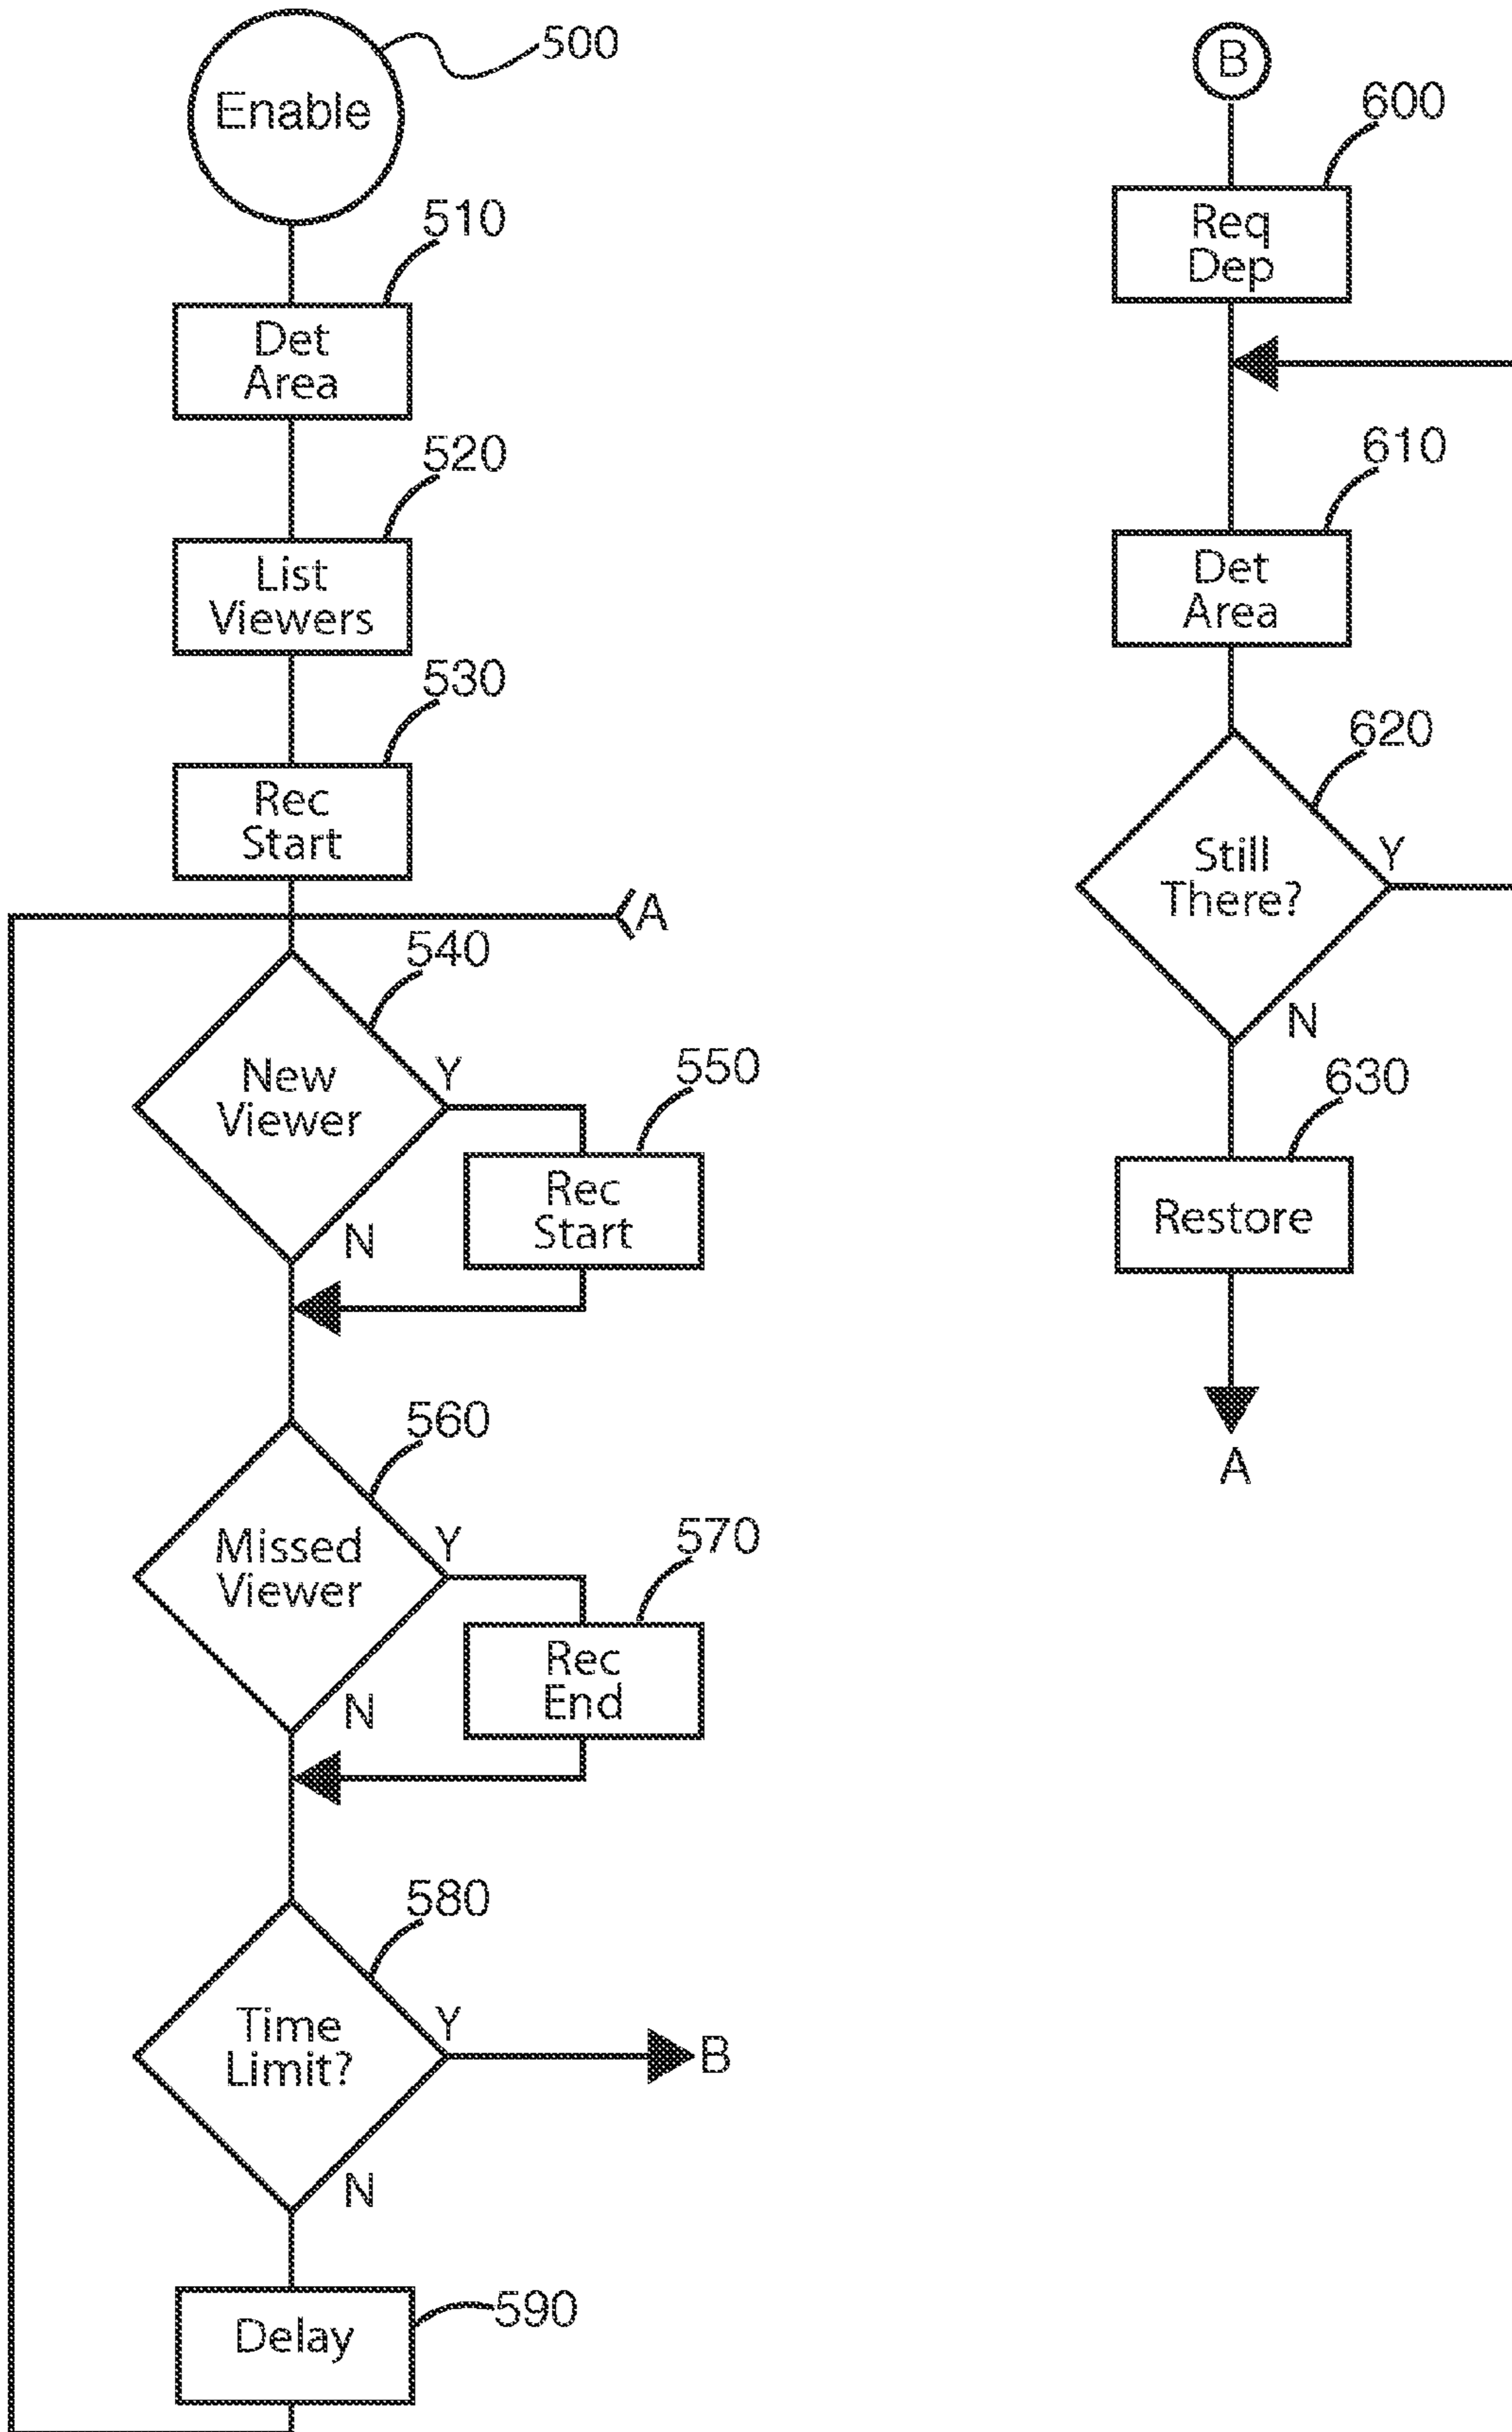 500
Enable
510
Det
Area
520
List
Viewers
530
Rec
Start
A
540
New
Viewer
Y
N
550
Rec
Start
560
Missed
Viewer
Y
N
570
Rec
End
580
Time
Limit?
Y
B
N
Delay
590
B
600
Req
Dep
610
Det
Area
620
Still
There?
Y
N
630
Restore
A